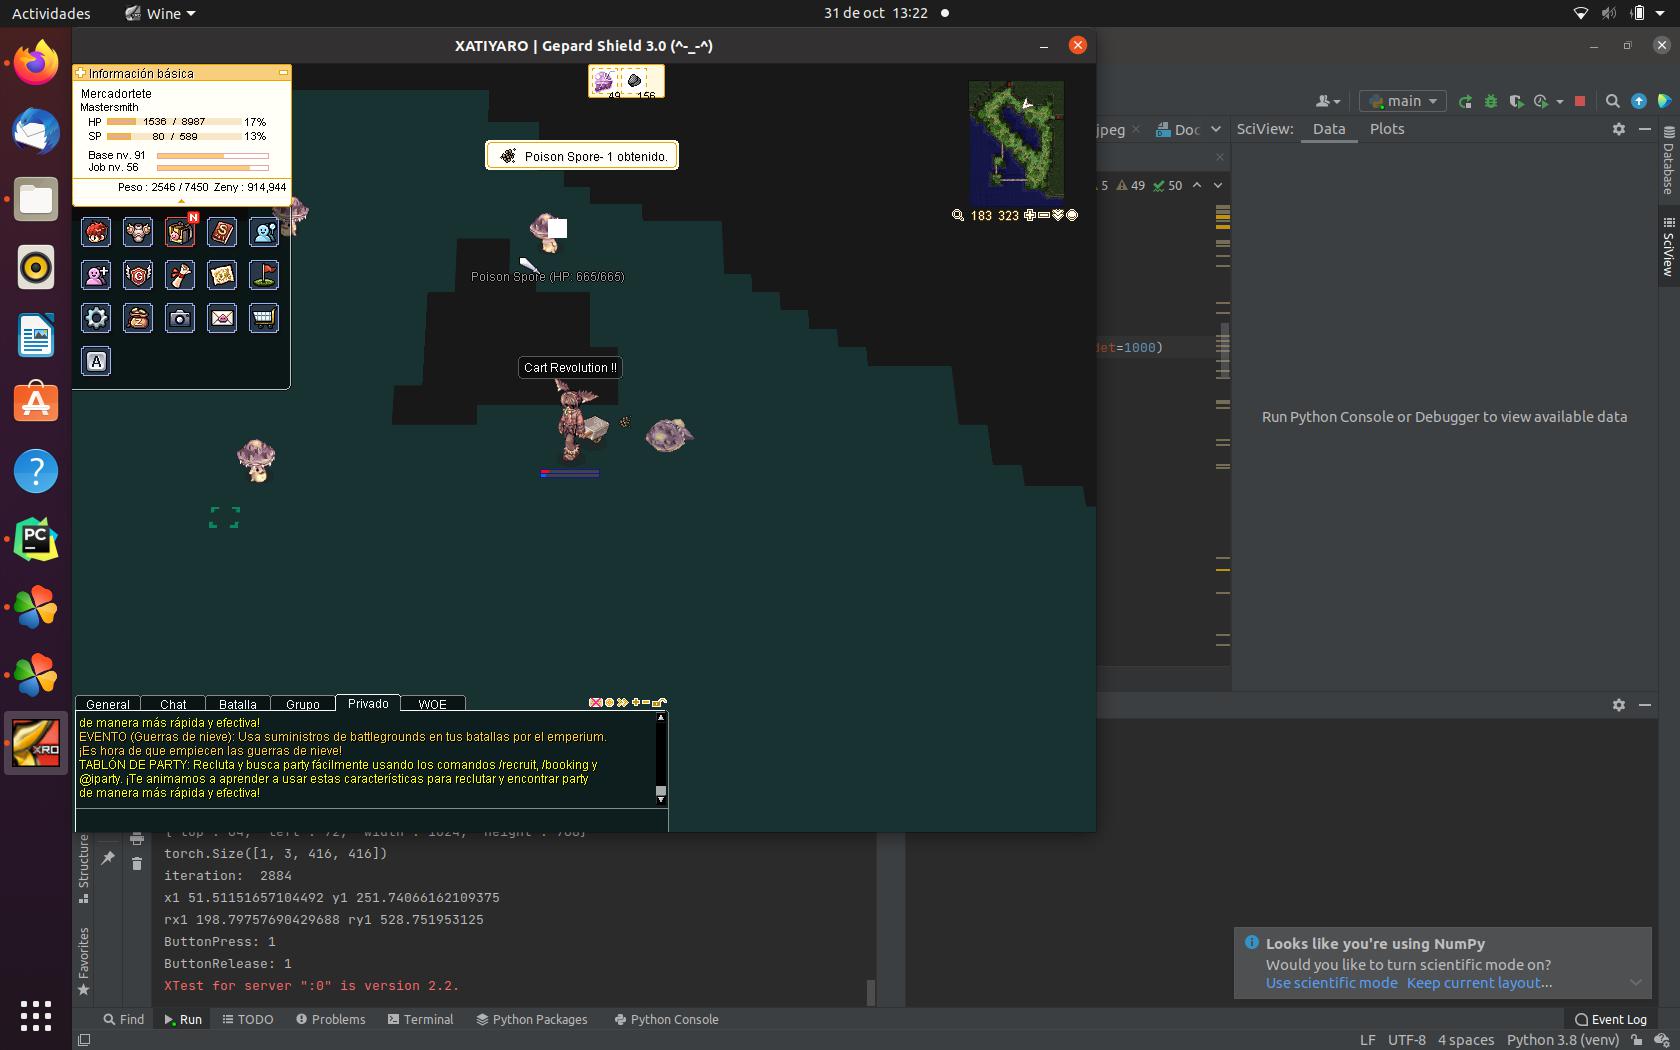 Actividades
Wine
31 de oct 13:22
XATIYARO | Gepard Shield 3.0 (^-_-^)
Información básica
Mercadortete
Mastersmith
HP 1536 / 8987 17%
SP 80 / 589 13%
Base nv. 91
Job nv. 56
Peso : 2546 / 7450 Zeny : 914,944
N
G
S
A
49 156
Poison Spore- 1 obtenido.
183 323
Poison Spore (HP: 665/665)
Cart Revolution !!
General
Chat
Batalla
Grupo
Privado
WOE
de manera más rápida y efectiva!
EVENTO (Guerras de nieve): Usa suministros de battlegrounds en tus batallas por el emperium.
¡Es hora de que empiecen las guerras de nieve!
TABLÓN DE PARTY: Recluta y busca party fácilmente usando los comandos /recruit, /booking y
@iparty. ¡Te animamos a aprender a usar estas características para reclutar y encontrar party
de manera más rápida y efectiva!
PC
XRO
main
jpeg
Doc
SciView:
Data
Plots
5 49 50
det=1000)
Database
SciView
Run Python Console or Debugger to view available data
torch.Size([1, 3, 416, 416])
iteration:  2884
x1 51.51151657104492 y1 251.74066162109375
rx1 198.79757690429688 ry1 528.751953125
ButtonPress: 1
ButtonRelease: 1
XTest for server ":0" is version 2.2.
Structure
Favorites
Looks like you're using NumPy
Would you like to turn scientific mode on?
Use scientific mode Keep current layout...
Find
Run
TODO
Problems
Terminal
Python Packages
Python Console
Event Log
LF UTF-8 4 spaces Python 3.8 (venv)